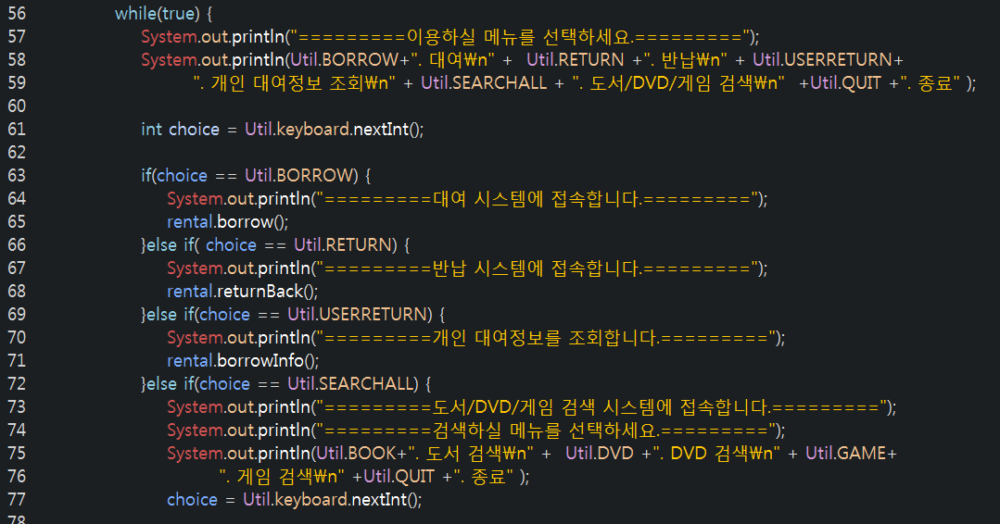 56 while(true) {
57 System.out.println("=========이용하실 메뉴를 선택하세요.=========");
58 System.out.println(Util.BORROW+". 대여₩n" + Util.RETURN +". 반납₩n" + Util.USERRETURN+
59 ". 개인 대여정보 조회₩n" + Util.SEARCHALL + ". 도서/DVD/게임 검색₩n" +Util.QUIT +". 종료" );
60
61 int choice = Util.keyboard.nextInt();
62
63 if(choice == Util.BORROW) {
64 System.out.println("=========대여 시스템에 접속합니다.=========");
65 rental.borrow();
66 }else if( choice == Util.RETURN) {
67 System.out.println("=========반납 시스템에 접속합니다.=========");
68 rental.returnBack();
69 }else if(choice == Util.USERRETURN) {
70 System.out.println("=========개인 대여정보를 조회합니다.=========");
71 rental.borrowInfo();
72 }else if(choice == Util.SEARCHALL) {
73 System.out.println("=========도서/DVD/게임 검색 시스템에 접속합니다.=========");
74 System.out.println("=========검색하실 메뉴를 선택하세요.=========");
75 System.out.println(Util.BOOK+". 도서 검색₩n" + Util.DVD +". DVD 검색₩n" + Util.GAME+
76 ". 게임 검색₩n" +Util.QUIT +". 종료" );
77 choice = Util.keyboard.nextInt();
78